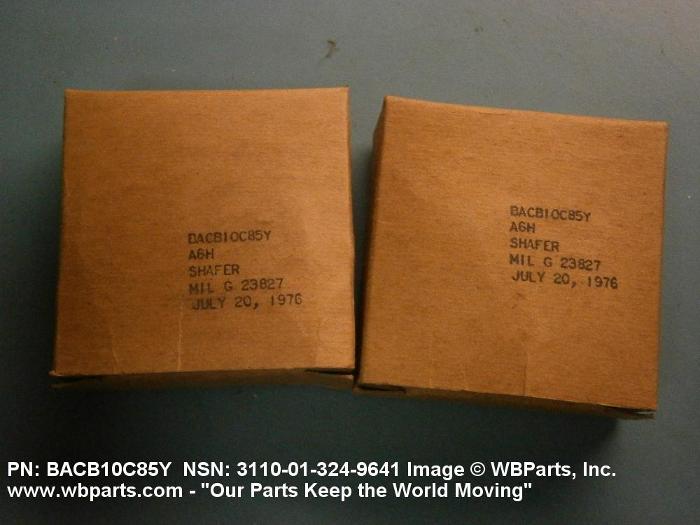 BACB10C85Y
A6H
SHAFER
MIL G 23827
JULY 20, 1976
BACB10C85Y
A6H
SHAFER
MIL G 23827
JULY 20, 1976
PN: BACB10C85Y NSN: 3110-01-324-9641 Image © WBParts, Inc.
www.wbparts.com - "Our Parts Keep the World Moving"